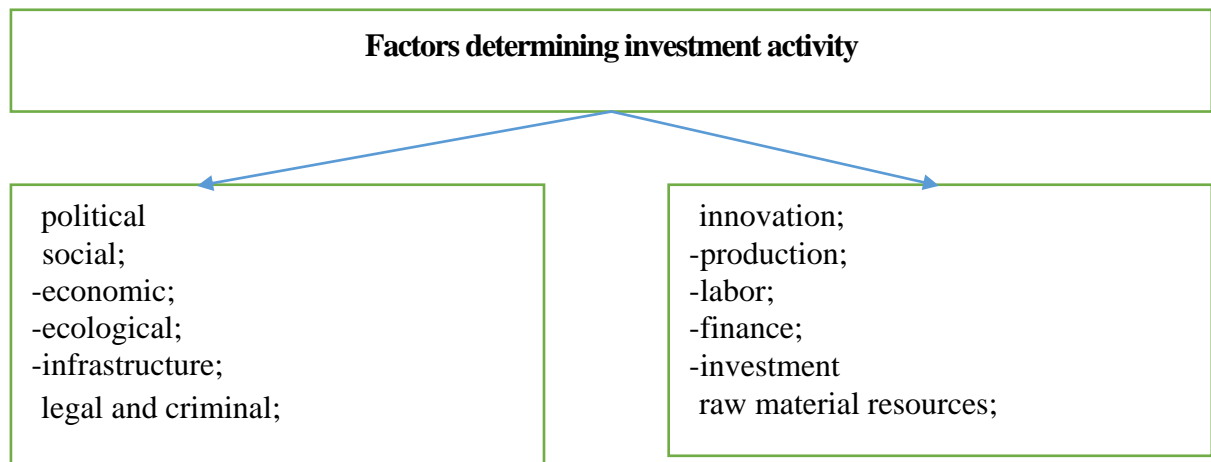 Factors determining investment activity
political
social;
-economic;
-ecological;
-infrastructure;
legal and criminal;
innovation;
-production;
-labor;
-finance;
-investment
raw material resources;